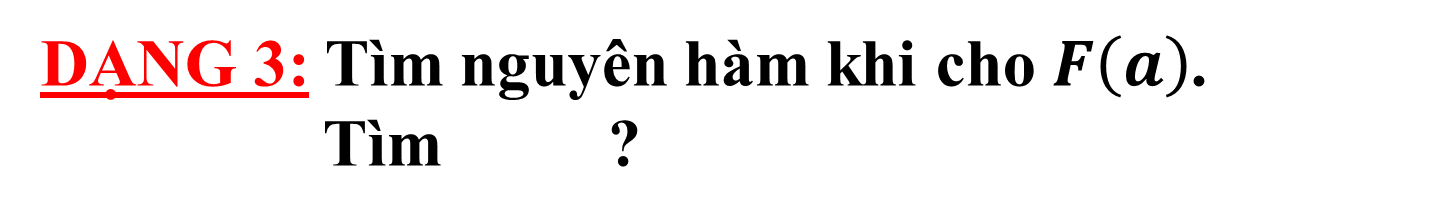 DẠNG 3: Tìm nguyên hàm khi cho F(a).
Tìm ?